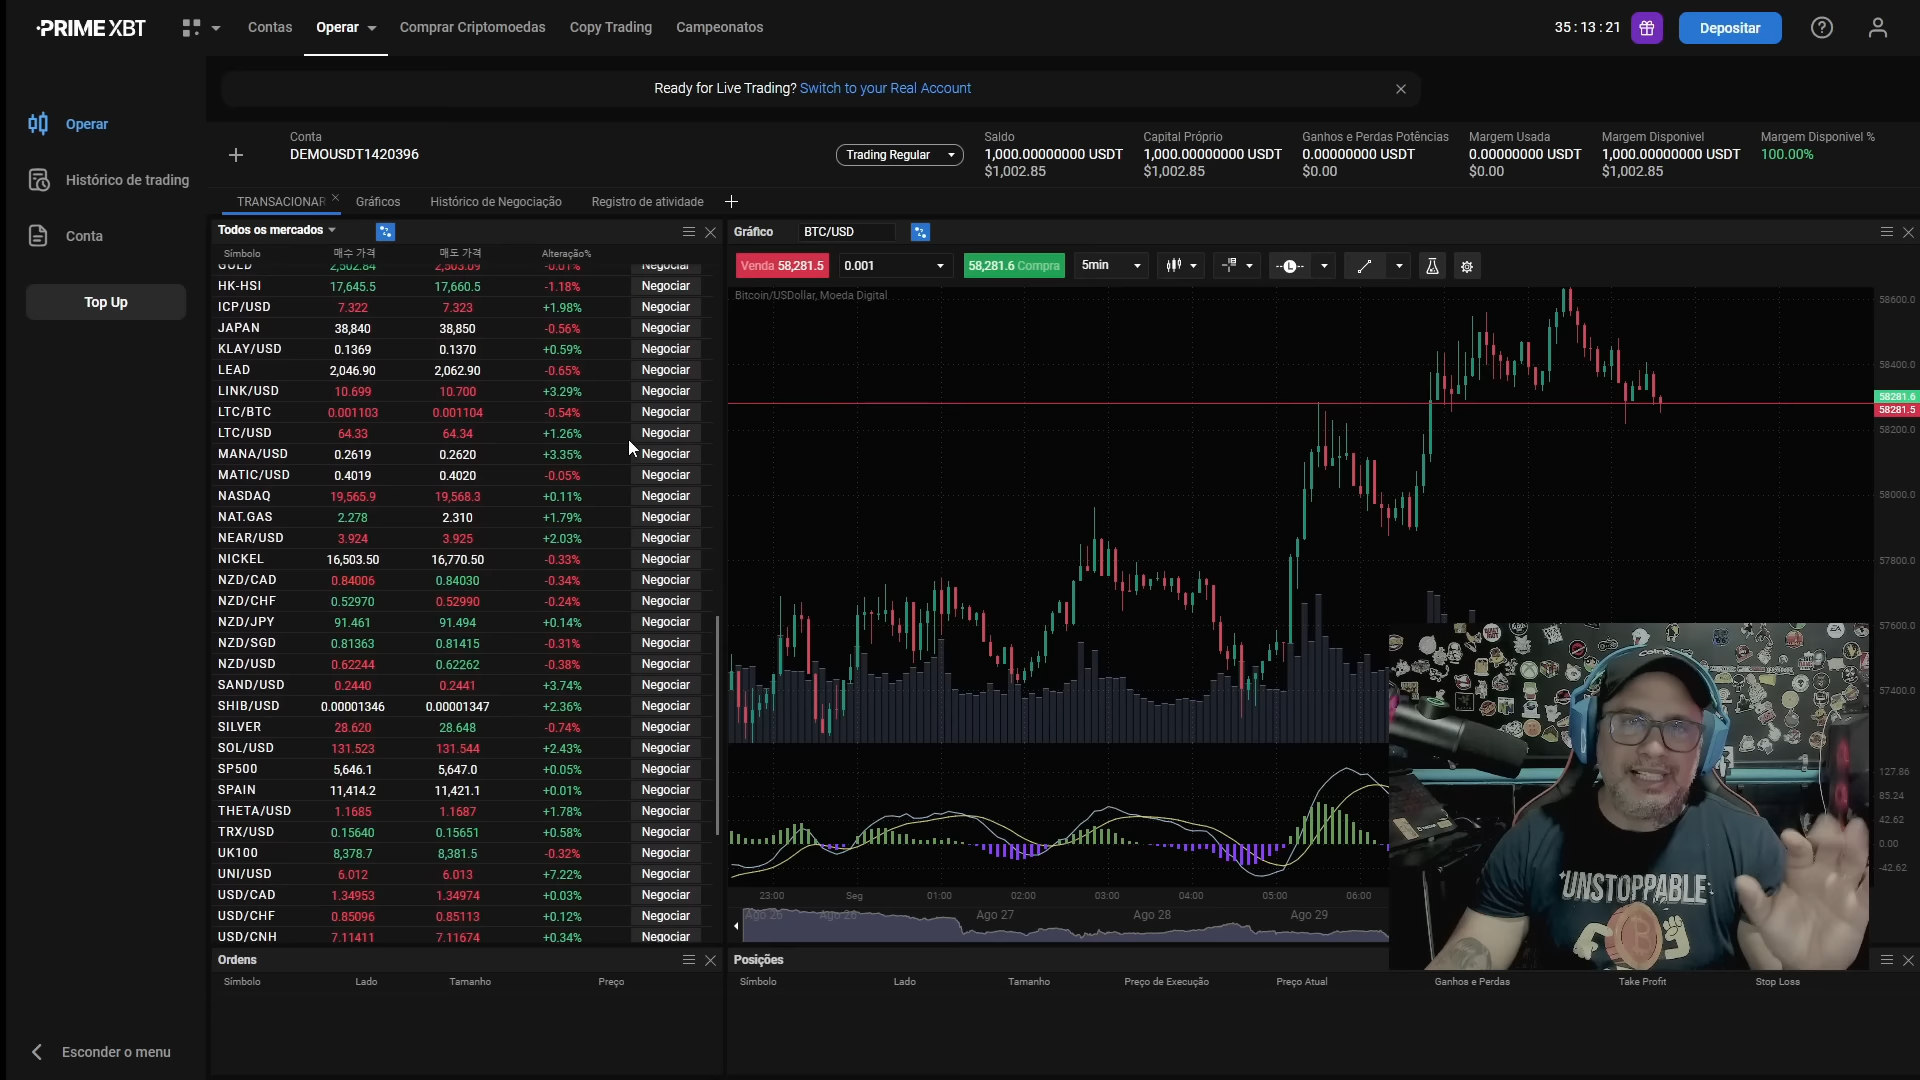 PRIME XBT
Contas
Operar
Comprar Criptomoedas
Copy Trading
Campeonatos
35 : 13 : 21
Depositar
Ready for Live Trading? Switch to your Real Account
Operar
Histórico de trading
Conta
Top Up
Esconder o menu
Conta
DEMOUSDT1420396
Trading Regular
Saldo
1,000.00000000 USDT
$1,002.85
Capital Próprio
1,000.00000000 USDT
$1,002.85
Ganhos e Perdas Potências
0.00000000 USDT
$0.00
Margem Usada
0.00000000 USDT
$0.00
Margem Disponivel
1,000.00000000 USDT
$1,002.85
Margem Disponivel %
100.00%
TRANSACIONAR
Gráficos
Histórico de Negociação
Registro de atividade
Todos os mercados
Símbolo 매수 가격 매도 가격 Alteração%
GOLD 2,502.84 2,503.09 -0.01% Negociar
HK-HSI 17,645.5 17,660.5 -1.18% Negociar
ICP/USD 7.322 7.323 +1.98% Negociar
JAPAN 38,840 38,850 -0.56% Negociar
KLAY/USD 0.1369 0.1370 +0.59% Negociar
LEAD 2,046.90 2,062.90 -0.65% Negociar
LINK/USD 10.699 10.700 +3.29% Negociar
LTC/BTC 0.001103 0.001104 -0.54% Negociar
LTC/USD 64.33 64.34 +1.26% Negociar
MANA/USD 0.2619 0.2620 +3.35% Negociar
MATIC/USD 0.4019 0.4020 -0.05% Negociar
NASDAQ 19,565.9 19,568.3 +0.11% Negociar
NAT.GAS 2.278 2.310 +1.79% Negociar
NEAR/USD 3.924 3.925 +2.03% Negociar
NICKEL 16,503.50 16,770.50 -0.33% Negociar
NZD/CAD 0.84006 0.84030 -0.34% Negociar
NZD/CHF 0.52970 0.52990 -0.24% Negociar
NZD/JPY 91.461 91.494 +0.14% Negociar
NZD/SGD 0.81363 0.81415 -0.31% Negociar
NZD/USD 0.62244 0.62262 -0.38% Negociar
SAND/USD 0.2440 0.2441 +3.74% Negociar
SHIB/USD 0.00001346 0.00001347 +2.36% Negociar
SILVER 28.620 28.648 -0.74% Negociar
SOL/USD 131.523 131.544 +2.43% Negociar
SP500 5,646.1 5,647.0 +0.05% Negociar
SPAIN 11,414.2 11,421.1 +0.01% Negociar
THETA/USD 1.1685 1.1687 +1.78% Negociar
TRX/USD 0.15640 0.15651 +0.58% Negociar
UK100 8,378.7 8,381.5 -0.32% Negociar
UNI/USD 6.012 6.013 +7.22% Negociar
USD/CAD 1.34953 1.34974 +0.03% Negociar
USD/CHF 0.85096 0.85113 +0.12% Negociar
USD/CNH 7.11411 7.11674 +0.34% Negociar
Gráfico BTC/USD
Venda 58,281.5
0.001
58,281.6 Compra
5min
Bitcoin/USDollar, Moeda Digital
58600.0
58400.0
58281.6
58281.5
58200.0
58000.0
57800.0
57600.0
57400.0
127.86
85.24
42.62
0.00
-42.62
23:00 Seg 01:00 02:00 03:00 04:00 05:00 06:00
Ago 26 Ago 26 Ago 27 Ago 28 Ago 29
UNSTOPPABLE
Ordens
Símbolo Lado Tamanho Preço
Posições
Símbolo Lado Tamanho Preço de Execução Preço Atual Ganhos e Perdas Take Profit Stop Loss